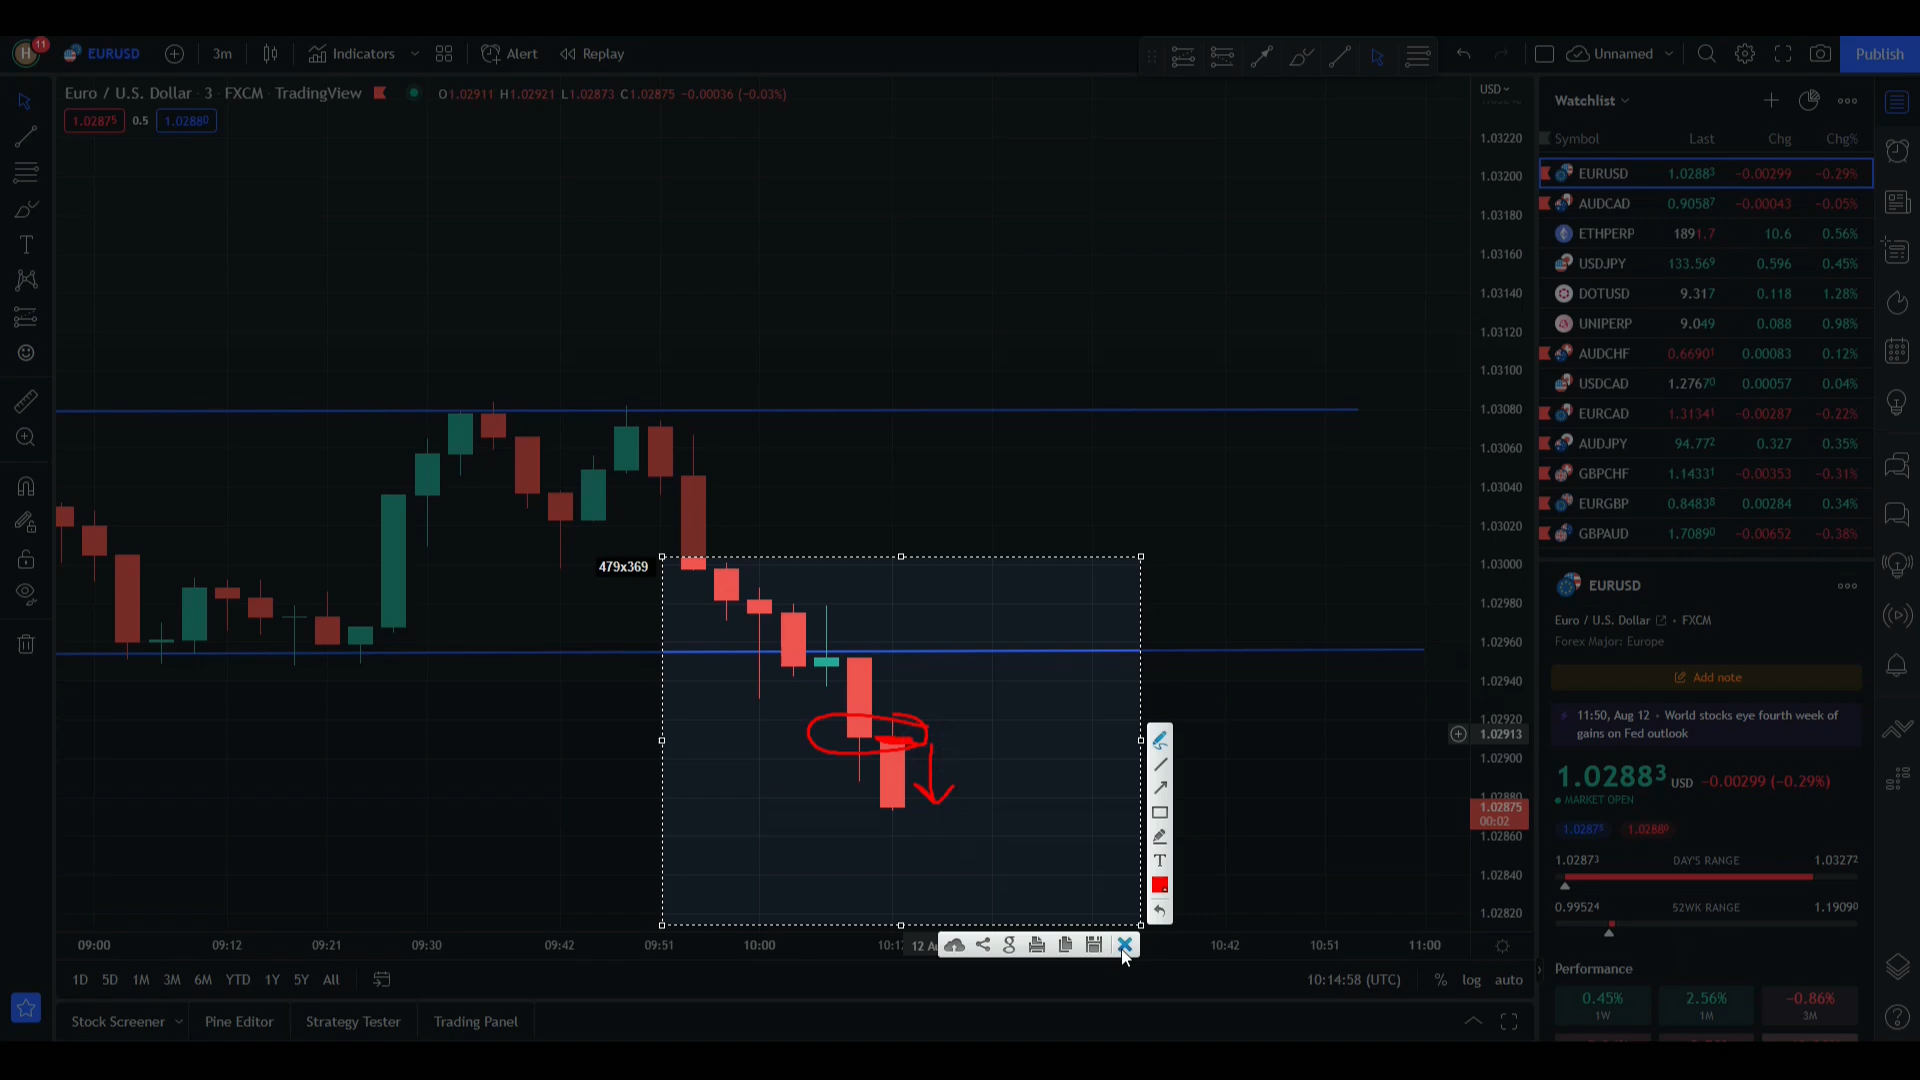 H 11 EURUSD 3m Indicators Alert Replay Unnamed Publish
Euro / U.S. Dollar · 3 · FXCM · TradingView O1.02911 H1.02921 L1.02873 C1.02875 −0.00036 (−0.03%)
1.02875 0.5 1.02880
USD
1.03220
1.03200
1.03180
1.03160
1.03140
1.03120
1.03100
1.03080
1.03060
1.03040
1.03020
1.03000
1.02980
1.02960
1.02940
1.02920
1.02913
1.02900
1.02880
1.02875
00:02
1.02860
1.02840
1.02820
479x369
09:00 09:12 09:21 09:30 09:42 09:51 10:00 10:12 12 Au 10:42 10:51 11:00
1D 5D 1M 3M 6M YTD 1Y 5Y All 10:14:58 (UTC) % log auto
Stock Screener Pine Editor Strategy Tester Trading Panel
Watchlist
Symbol Last Chg Chg%
EURUSD 1.02883 −0.00299 −0.29%
AUDCAD 0.90587 −0.00043 −0.05%
ETHPERP 1891.7 10.6 0.56%
USDJPY 133.569 0.596 0.45%
DOTUSD 9.317 0.118 1.28%
UNIPERP 9.049 0.088 0.98%
AUDCHF 0.66901 0.00083 0.12%
USDCAD 1.27670 0.00057 0.04%
EURCAD 1.31341 −0.00287 −0.22%
AUDJPY 94.772 0.327 0.35%
GBPCHF 1.14331 −0.00353 −0.31%
EURGBP 0.84838 0.00284 0.34%
GBPAUD 1.70890 −0.00652 −0.38%
EURUSD
Euro / U.S. Dollar • FXCM
Forex Major: Europe
Add note
11:50, Aug 12 • World stocks eye fourth week of
gains on Fed outlook
1.02883 USD −0.00299 (−0.29%)
MARKET OPEN
1.02875 1.02880
1.02873 DAY'S RANGE 1.03272
0.99524 52WK RANGE 1.19090
Performance
0.45% 2.56% −0.86%
1W 1M 3M